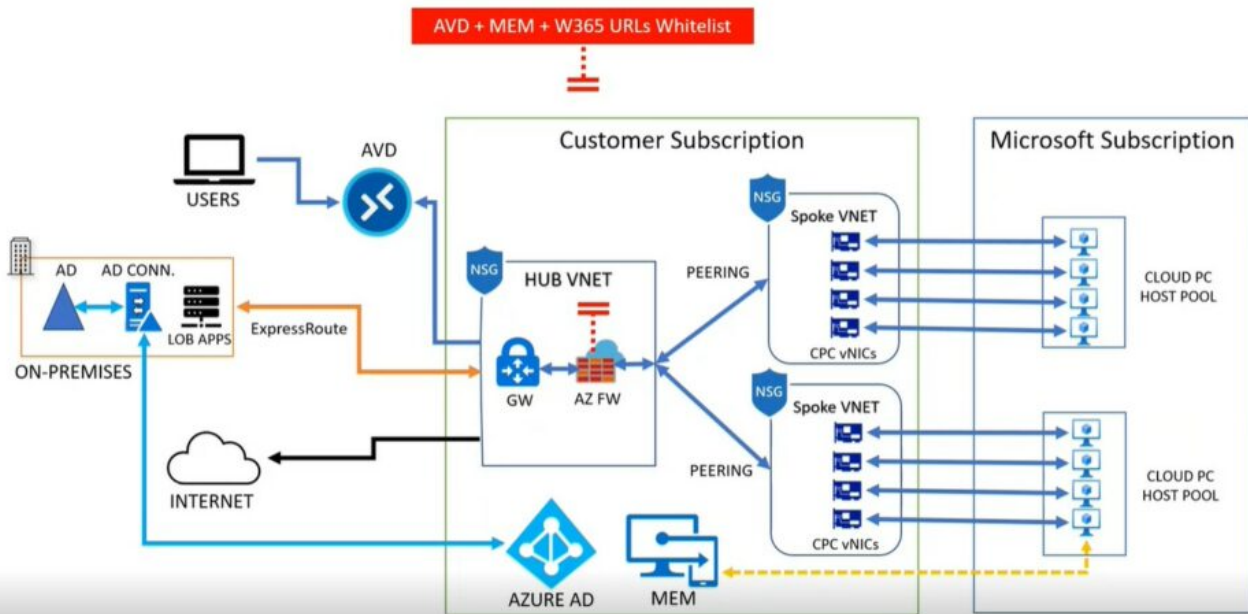 AVD + MEM + W365 URLs Whitelist
Customer Subscription
Microsoft Subscription
AVD
USERS
NSG
Spoke VNET
CPC vNICs
CLOUD PC
HOST POOL
NSG
HUB VNET
PEERING
AD
AD CONN.
LOB APPS
ExpressRoute
ON-PREMISES
GW
AZ FW
NSG
Spoke VNET
CPC vNICs
PEERING
CLOUD PC
HOST POOL
INTERNET
AZURE AD
MEM